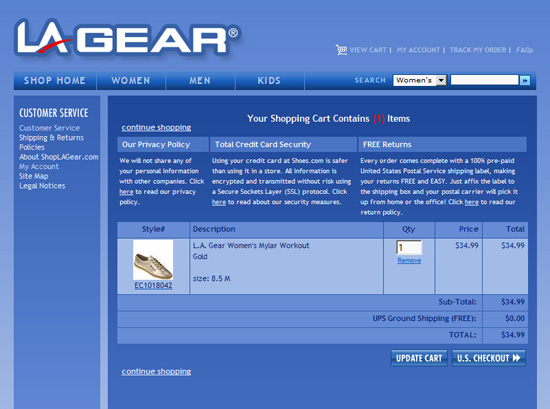 LA GEAR®
VIEW CART | MY ACCOUNT | TRACK MY ORDER | FAQs
SHOP HOME WOMEN MEN KIDS SEARCH Women's
CUSTOMER SERVICE
Customer Service
Shipping & Returns
Policies
About ShopLAGear.com
My Account
Site Map
Legal Notices
Your Shopping Cart Contains (1) Items
continue shopping
Our Privacy Policy
We will not share any of
your personal information
with other companies. Click
here to read our privacy
policy.
Total Credit Card Security
Using your credit card at Shoes.com is safer
than using it in a store. All information is
encrypted and transmitted without risk using
a Secure Sockets Layer (SSL) protocol. Click
here to read about our security measures.
FREE Returns
Every order comes complete with a 100% pre-paid
United States Postal Service shipping label, making
your returns FREE and EASY. Just affix the label to
the shipping box and your postal carrier will pick it
up from home or the office! Click here to read our
return policy.
Style# Description Qty Price Total
EC1018042
L.A. Gear Women's Mylar Workout
Gold
size: 8.5 M
1
Remove
$34.99 $34.99
Sub-Total: $34.99
UPS Ground Shipping (FREE): $0.00
TOTAL: $34.99
UPDATE CART U.S. CHECKOUT
continue shopping